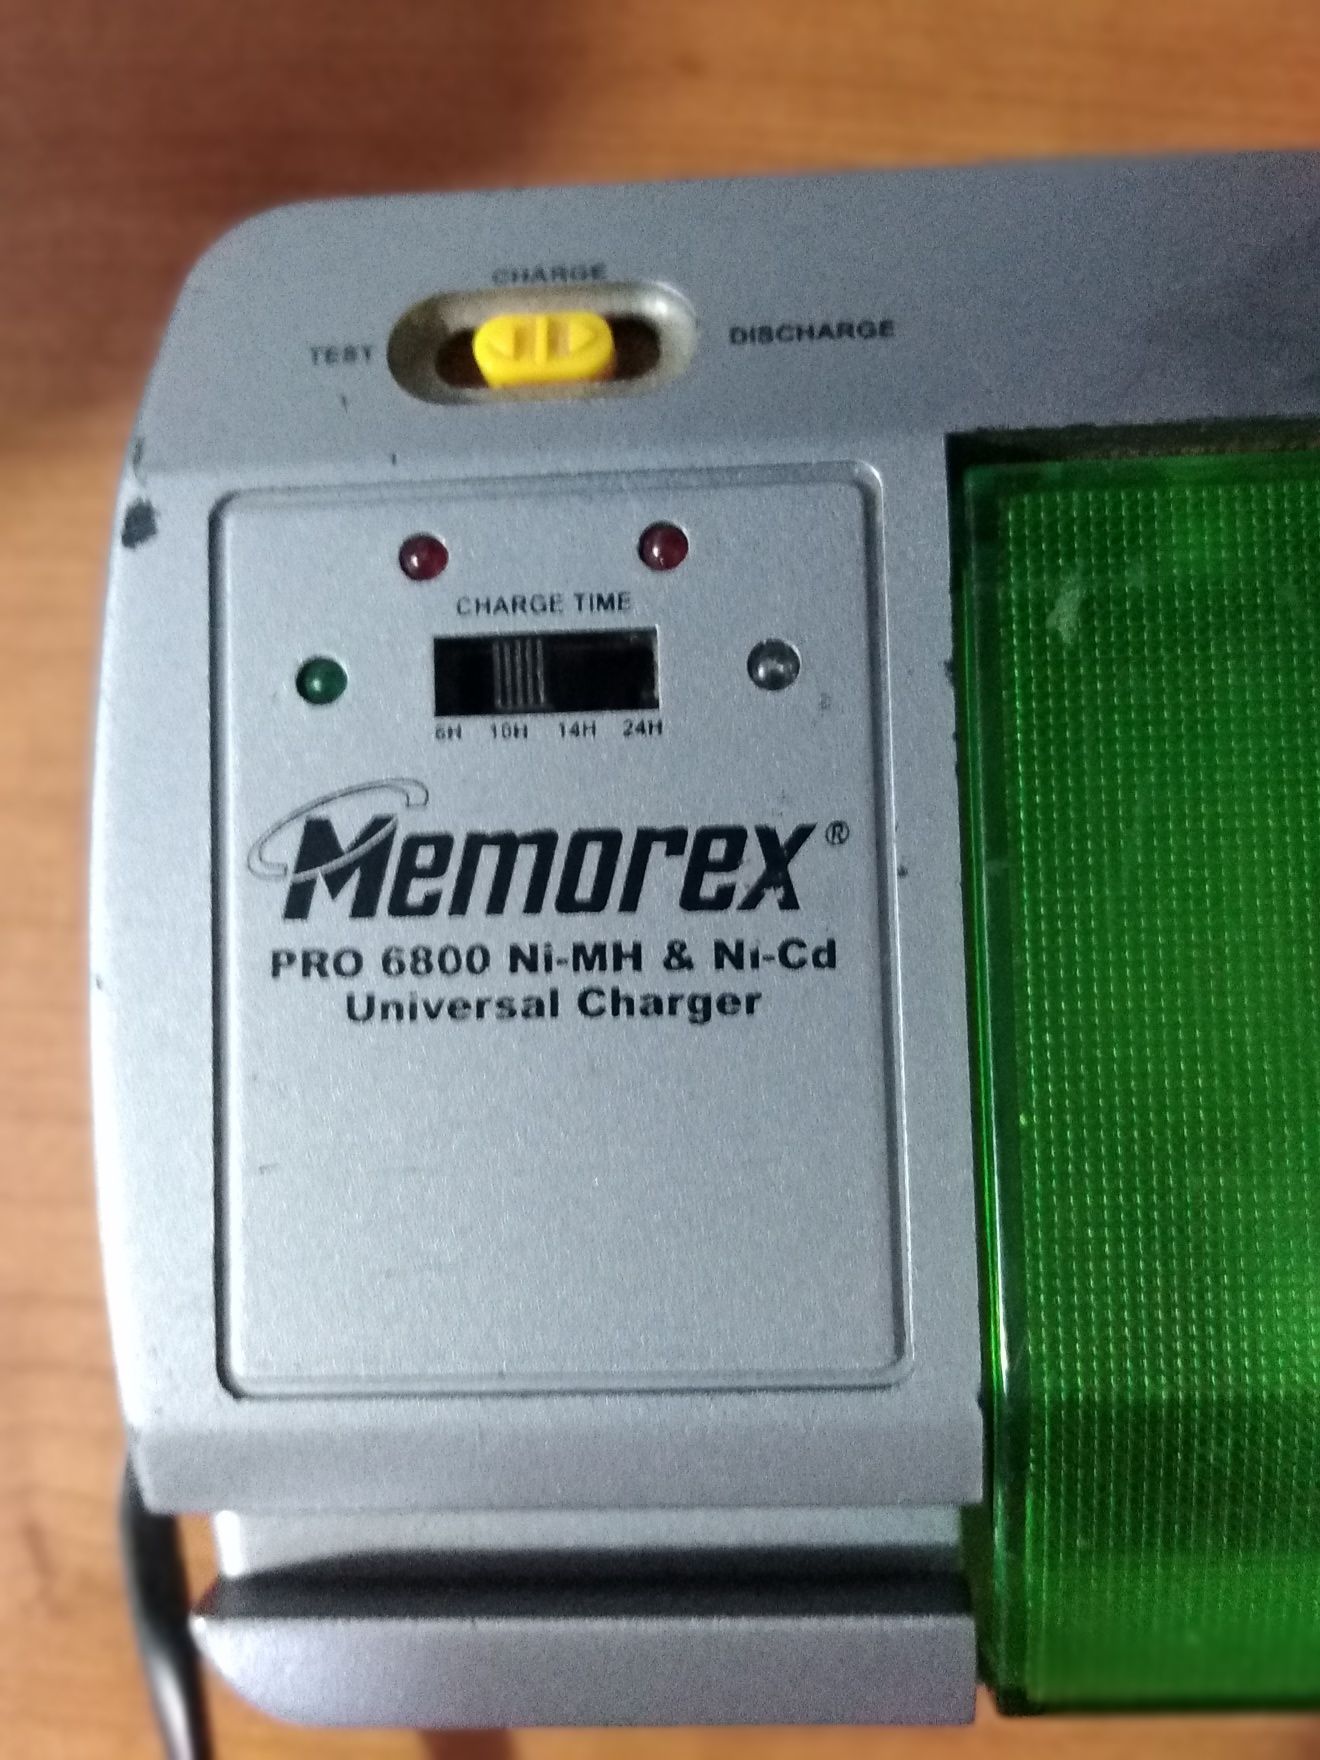 CHARGE
TEST
DISCHARGE
CHARGE TIME
6H 10H 14H 24H
Memorex®
PRO 6800 Ni-MH & Ni-Cd
Universal Charger